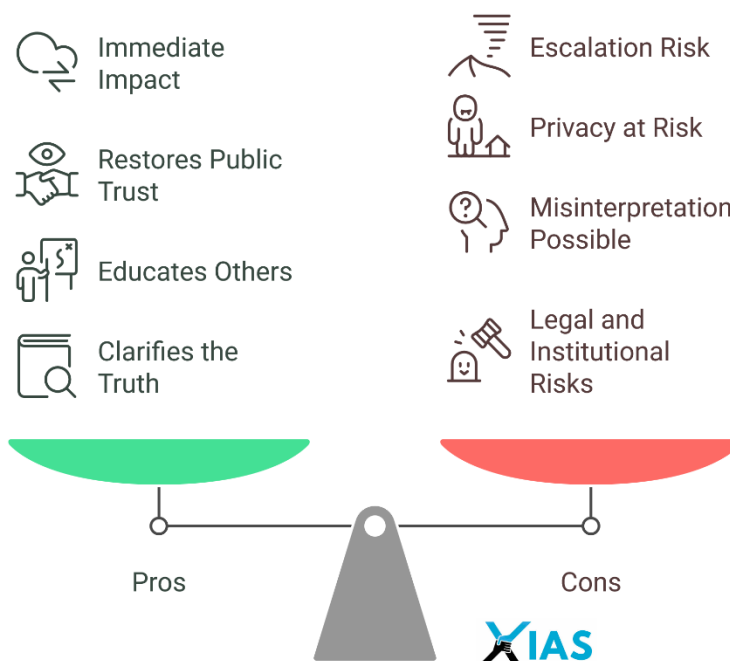 Immediate
Impact
Restores Public
Trust
Educates Others
Clarifies the
Truth
Escalation Risk
Privacy at Risk
Misinterpretation
Possible
Legal and
Institutional
Risks
Pros
Cons
XIAS